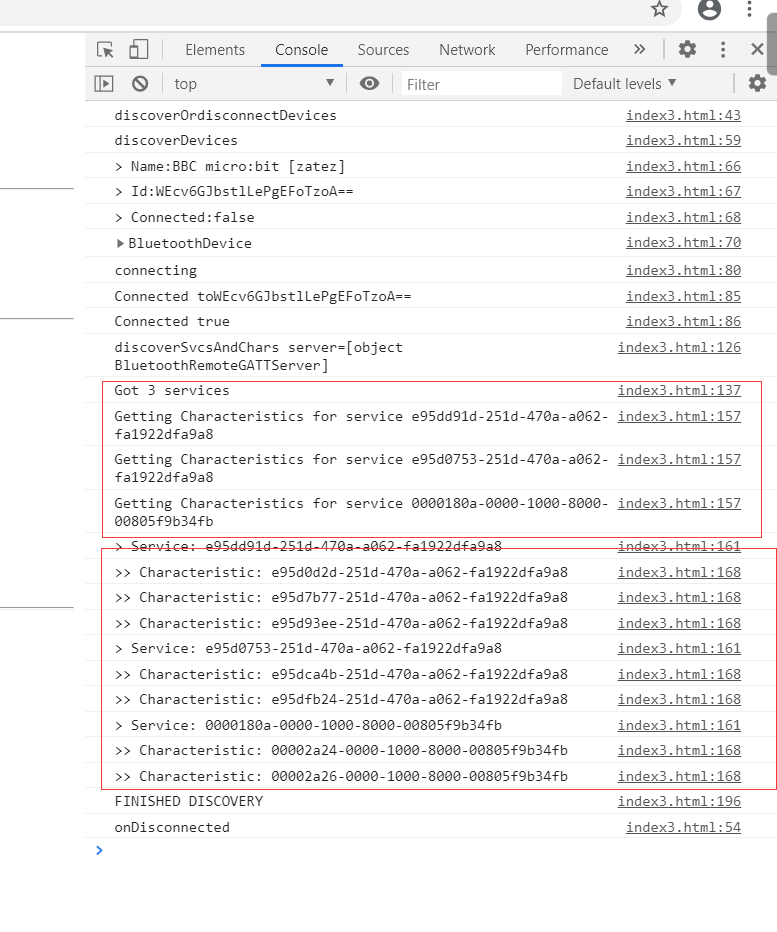 Elements Console Sources Network Performance »
top Filter Default levels
discoverOrdisconnectDevices index3.html:43
discoverDevices index3.html:59
> Name:BBC micro:bit [zatez] index3.html:66
> Id:WEcv6GJbstlLePgEFoTzoA== index3.html:67
> Connected:false index3.html:68
BluetoothDevice index3.html:70
connecting index3.html:80
Connected toWEcv6GJbstlLePgEFoTzoA== index3.html:85
Connected true index3.html:86
discoverSvcsAndChars server=[object index3.html:126
BluetoothRemoteGATTServer]
Got 3 services index3.html:137
Getting Characteristics for service e95dd91d-251d-470a-a062- index3.html:157
fa1922dfa9a8
Getting Characteristics for service e95d0753-251d-470a-a062- index3.html:157
fa1922dfa9a8
Getting Characteristics for service 0000180a-0000-1000-8000- index3.html:157
00805f9b34fb
> Service: e95dd91d-251d-470a-a062-fa1922dfa9a8 index3.html:161
>> Characteristic: e95d0d2d-251d-470a-a062-fa1922dfa9a8 index3.html:168
>> Characteristic: e95d7b77-251d-470a-a062-fa1922dfa9a8 index3.html:168
>> Characteristic: e95d93ee-251d-470a-a062-fa1922dfa9a8 index3.html:168
> Service: e95d0753-251d-470a-a062-fa1922dfa9a8 index3.html:161
>> Characteristic: e95dca4b-251d-470a-a062-fa1922dfa9a8 index3.html:168
>> Characteristic: e95dfb24-251d-470a-a062-fa1922dfa9a8 index3.html:168
> Service: 0000180a-0000-1000-8000-00805f9b34fb index3.html:161
>> Characteristic: 00002a24-0000-1000-8000-00805f9b34fb index3.html:168
>> Characteristic: 00002a26-0000-1000-8000-00805f9b34fb index3.html:168
FINISHED DISCOVERY index3.html:196
onDisconnected index3.html:54
>